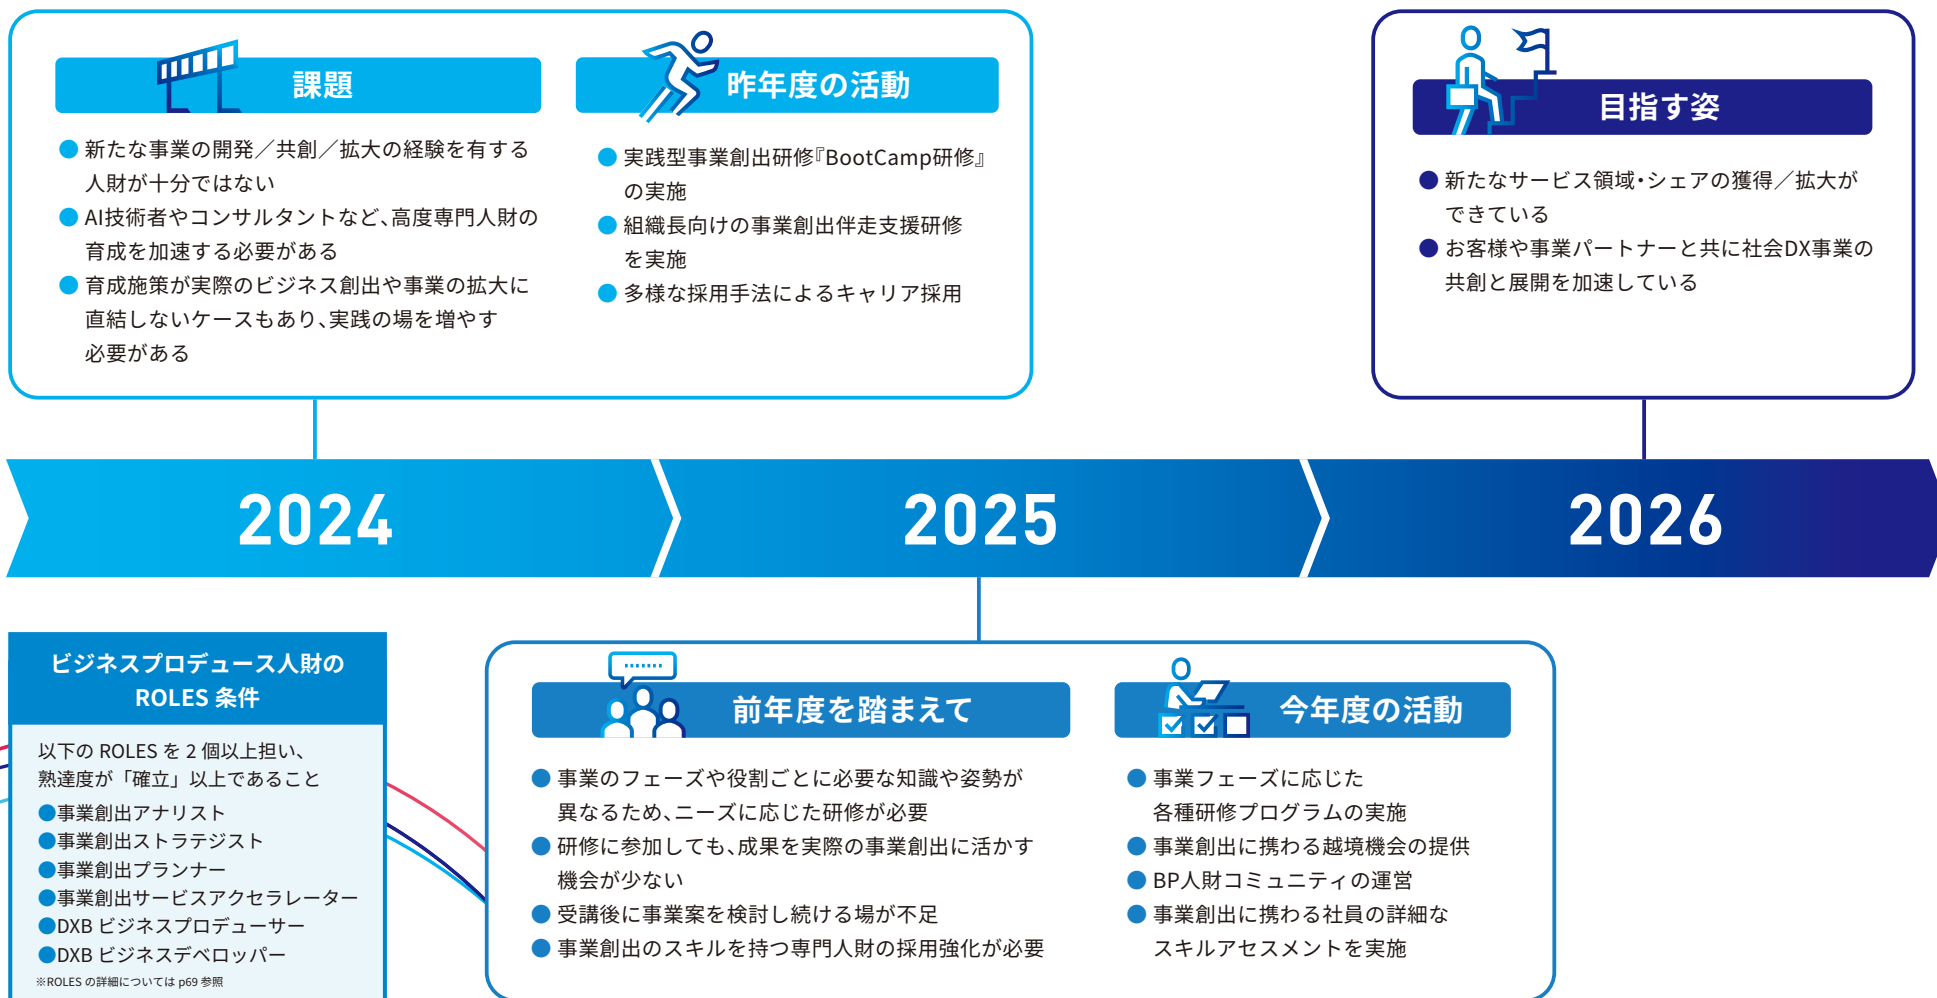 課題
新たな事業の開発／共創／拡大の経験を有する
人財が十分ではない
AI技術者やコンサルタントなど、高度専門人財の
育成を加速する必要がある
育成施策が実際のビジネス創出や事業の拡大に
直結しないケースもあり、実践の場を増やす
必要がある
昨年度の活動
実践型事業創出研修『BootCamp研修』
の実施
組織長向けの事業創出伴走支援研修
を実施
多様な採用手法によるキャリア採用
目指す姿
新たなサービス領域・シェアの獲得／拡大が
できている
お客様や事業パートナーと共に社会DX事業の
共創と展開を加速している
2024
2025
2026
ビジネスプロデュース人財の
ROLES 条件
以下の ROLES を 2 個以上担い、
熟達度が「確立」以上であること
●事業創出アナリスト
●事業創出ストラテジスト
●事業創出プランナー
●事業創出サービスアクセラレーター
●DXB ビジネスプロデューサー
●DXB ビジネスデベロッパー
※ROLES の詳細については p69 参照
前年度を踏まえて
事業のフェーズや役割ごとに必要な知識や姿勢が
異なるため、ニーズに応じた研修が必要
研修に参加しても、成果を実際の事業創出に活かす
機会が少ない
受講後に事業案を検討し続ける場が不足
事業創出のスキルを持つ専門人財の採用強化が必要
今年度の活動
事業フェーズに応じた
各種研修プログラムの実施
事業創出に携わる越境機会の提供
BP人財コミュニティの運営
事業創出に携わる社員の詳細な
スキルアセスメントを実施